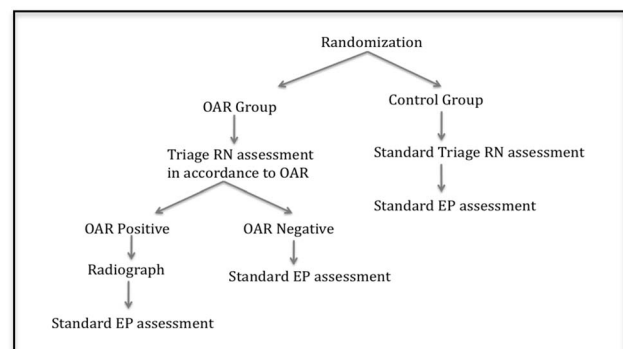 Randomization
OAR Group
Control Group
Triage RN assessment
in accordance to OAR
Standard Triage RN assessment
Standard EP assessment
OAR Positive
OAR Negative
Radiograph
Standard EP assessment
Standard EP assessment